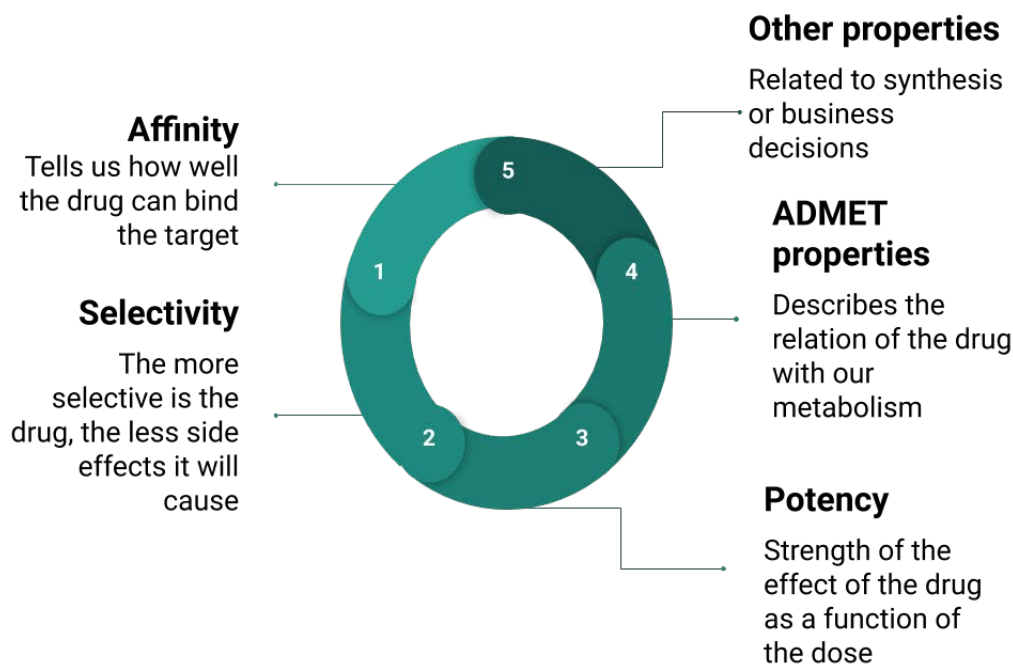 Affinity
Tells us how well
the drug can bind
the target
1
Selectivity
The more
selective is the
drug, the less side
effects it will
cause
2
3
Potency
Strength of the
effect of the drug
as a function of
the dose
4
ADMET
properties
Describes the
relation of the drug
with our
metabolism
5
Other properties
Related to synthesis
or business
decisions